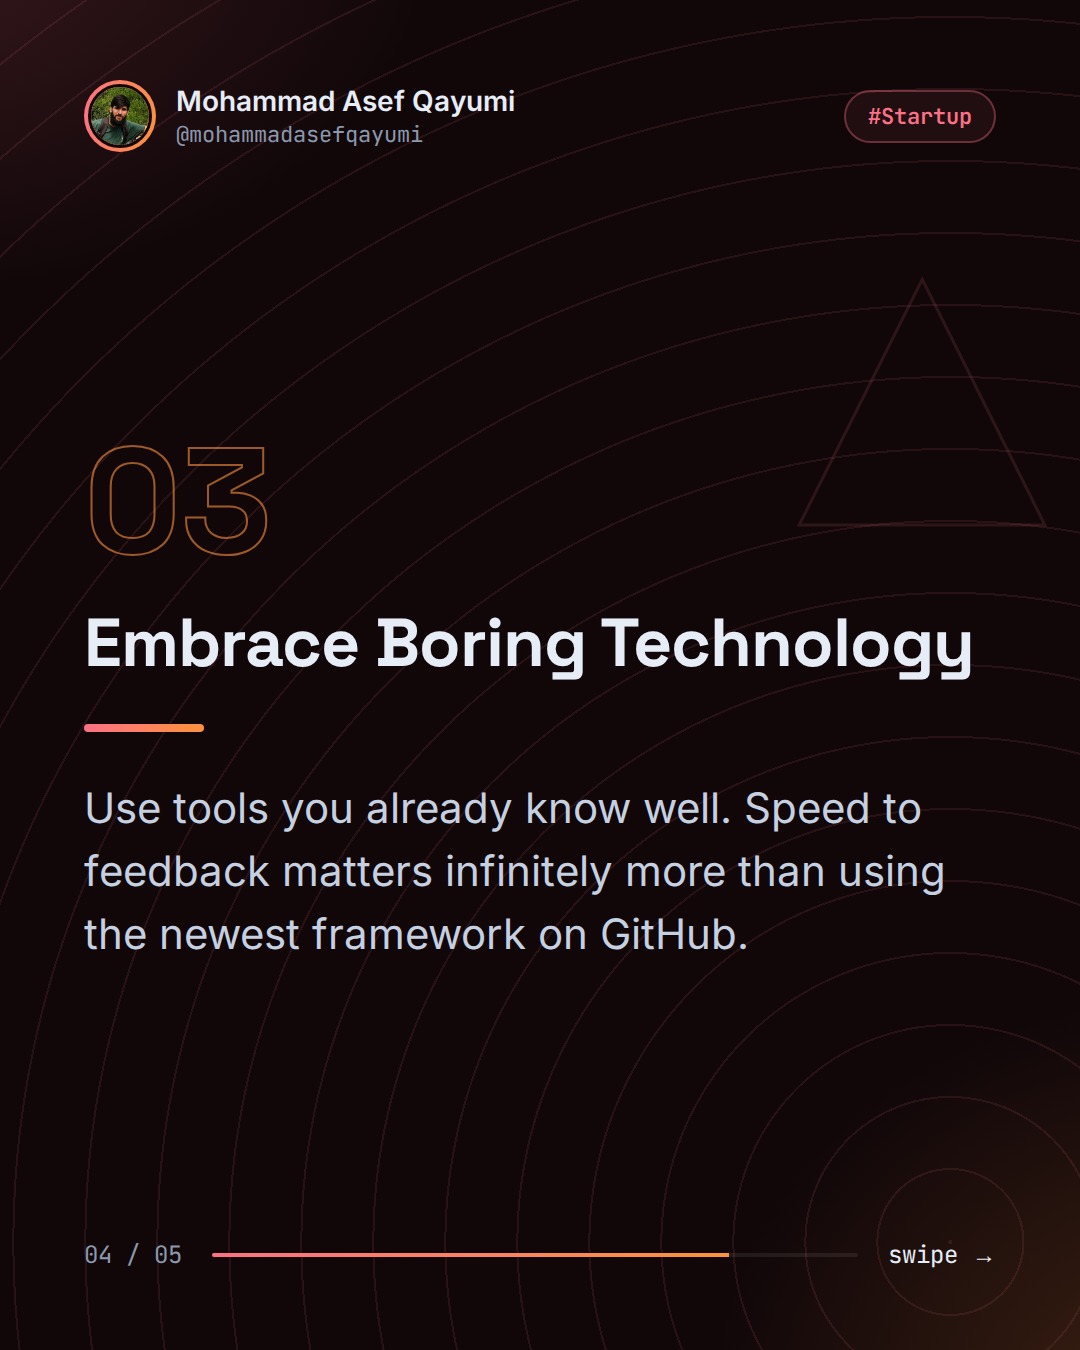 Mohammad Asef Qayumi
@mohammadasefqayumi
#Startup
03
Embrace Boring Technology
Use tools you already know well. Speed to
feedback matters infinitely more than using
the newest framework on GitHub.
04 / 05
swipe →